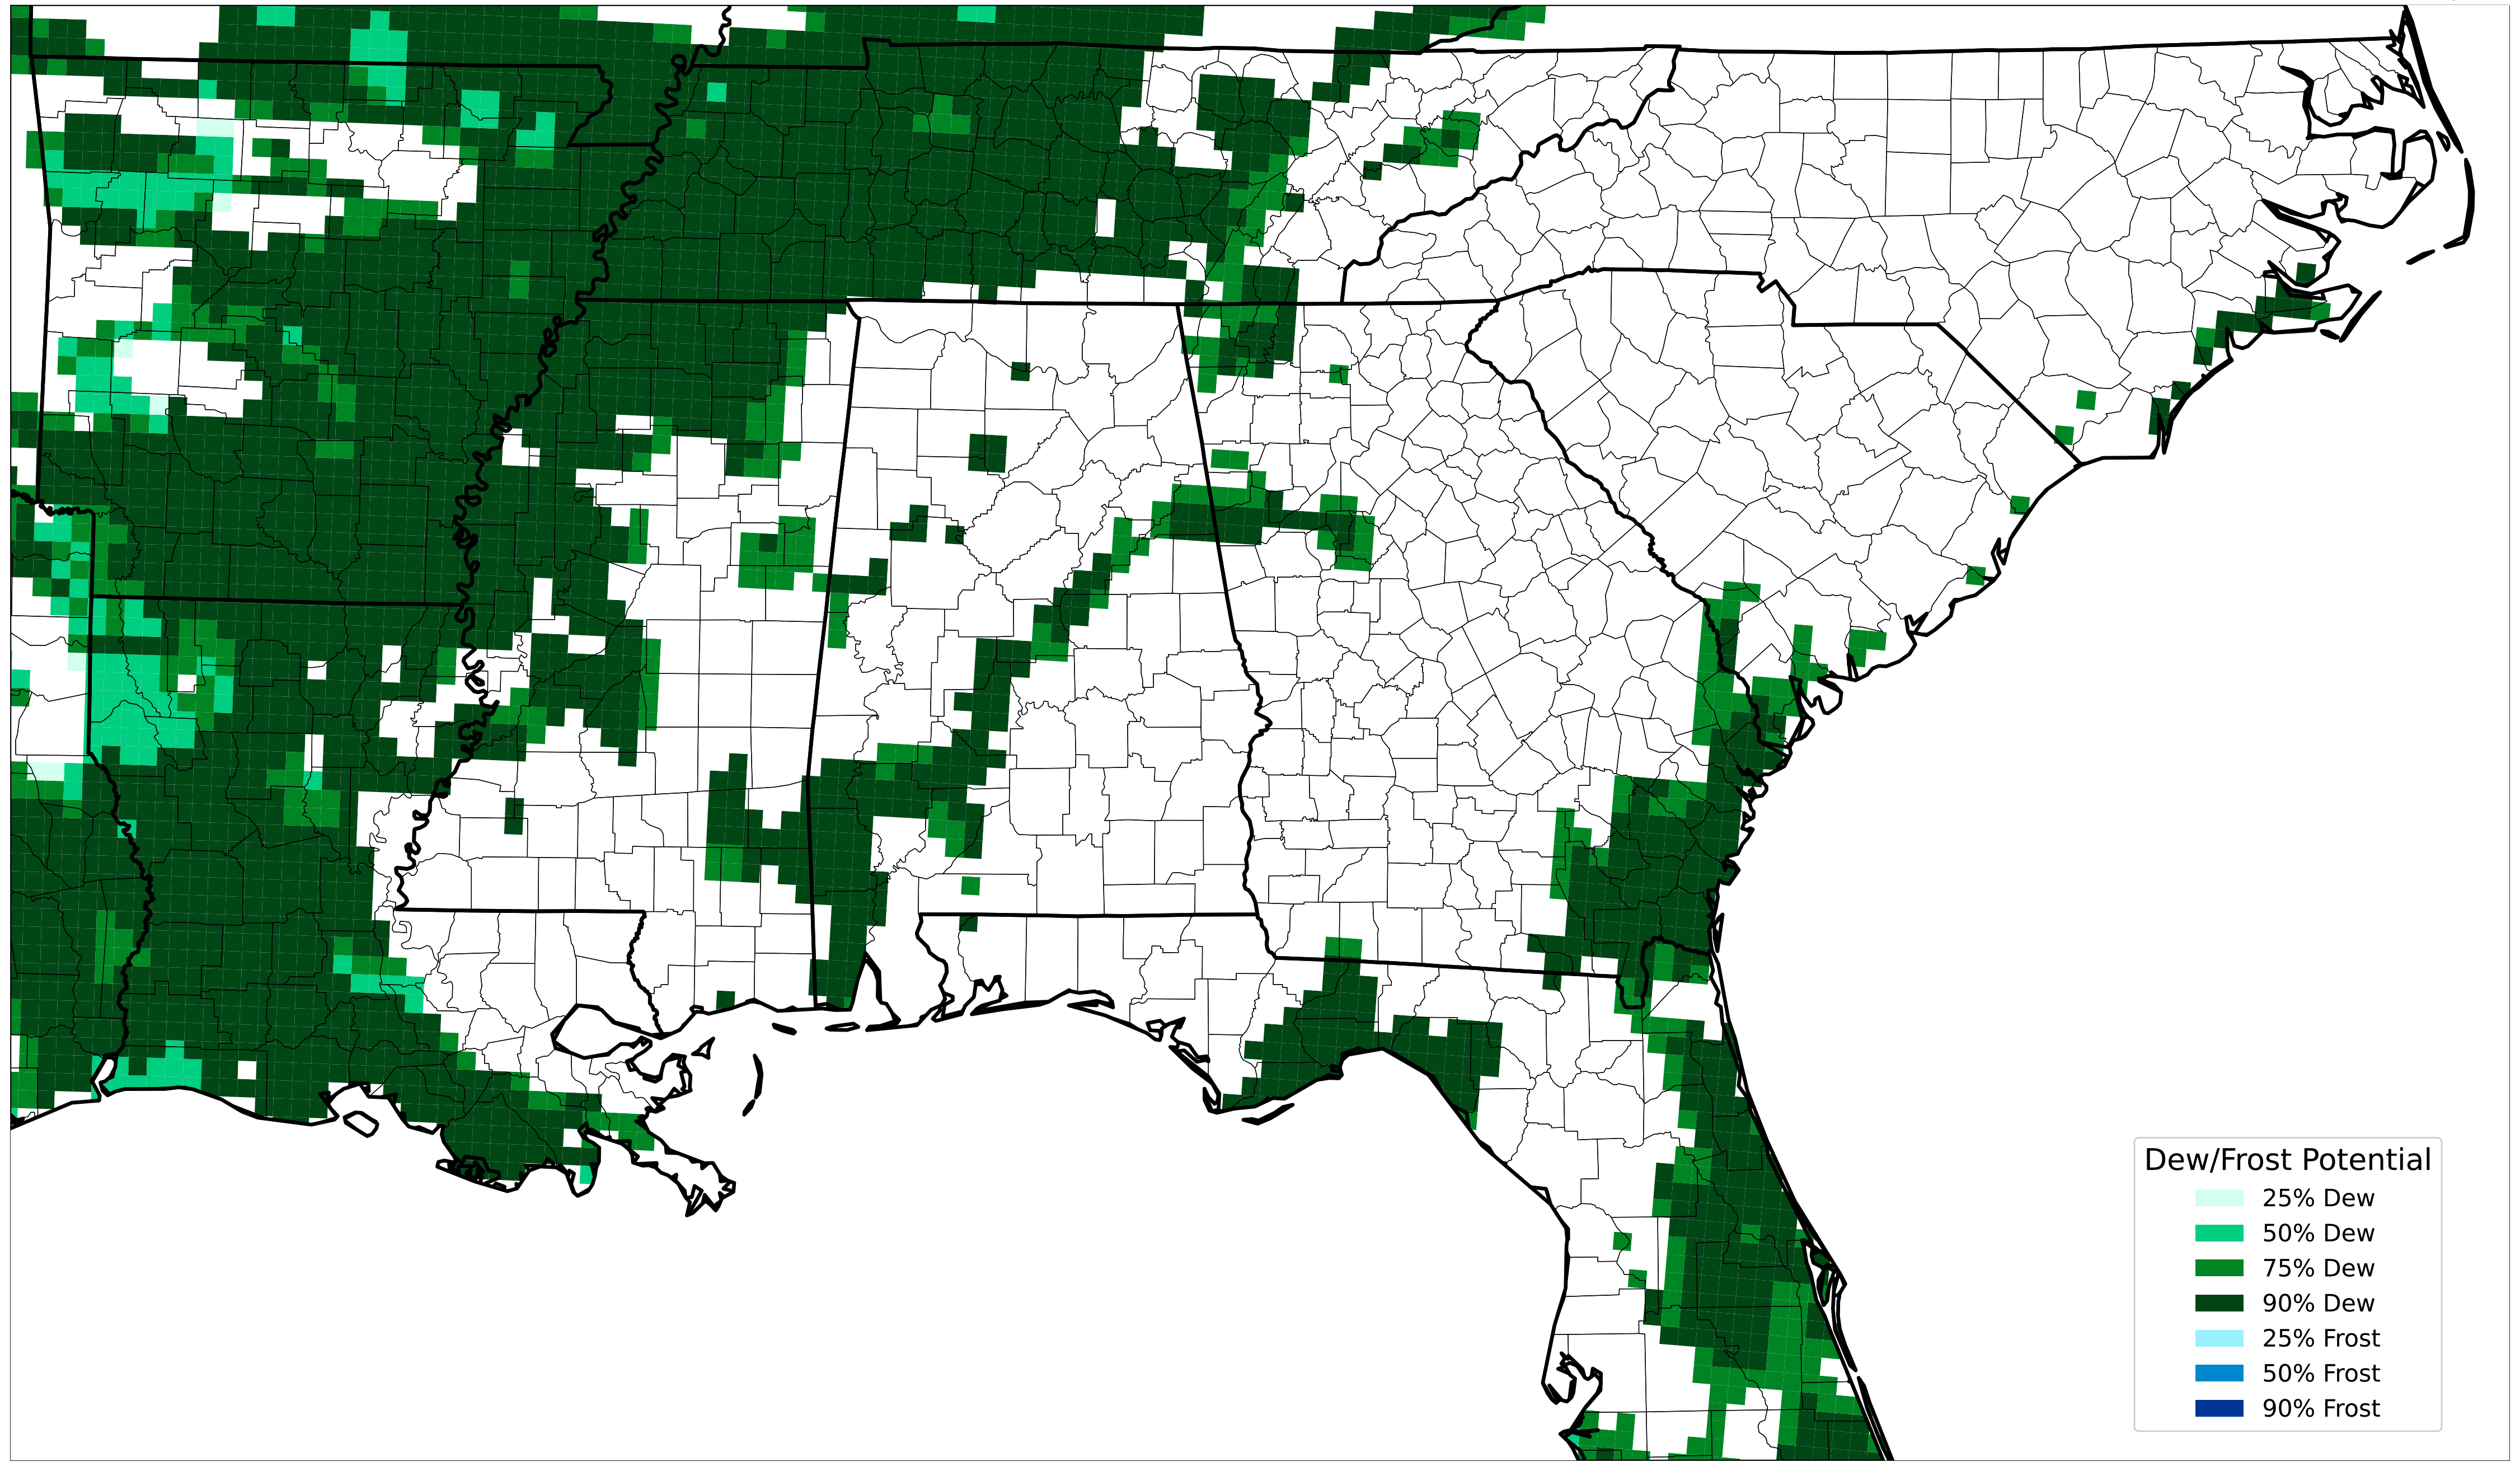 Dew/Frost Potential
25% Dew
50% Dew
75% Dew
90% Dew
25% Frost
50% Frost
90% Frost